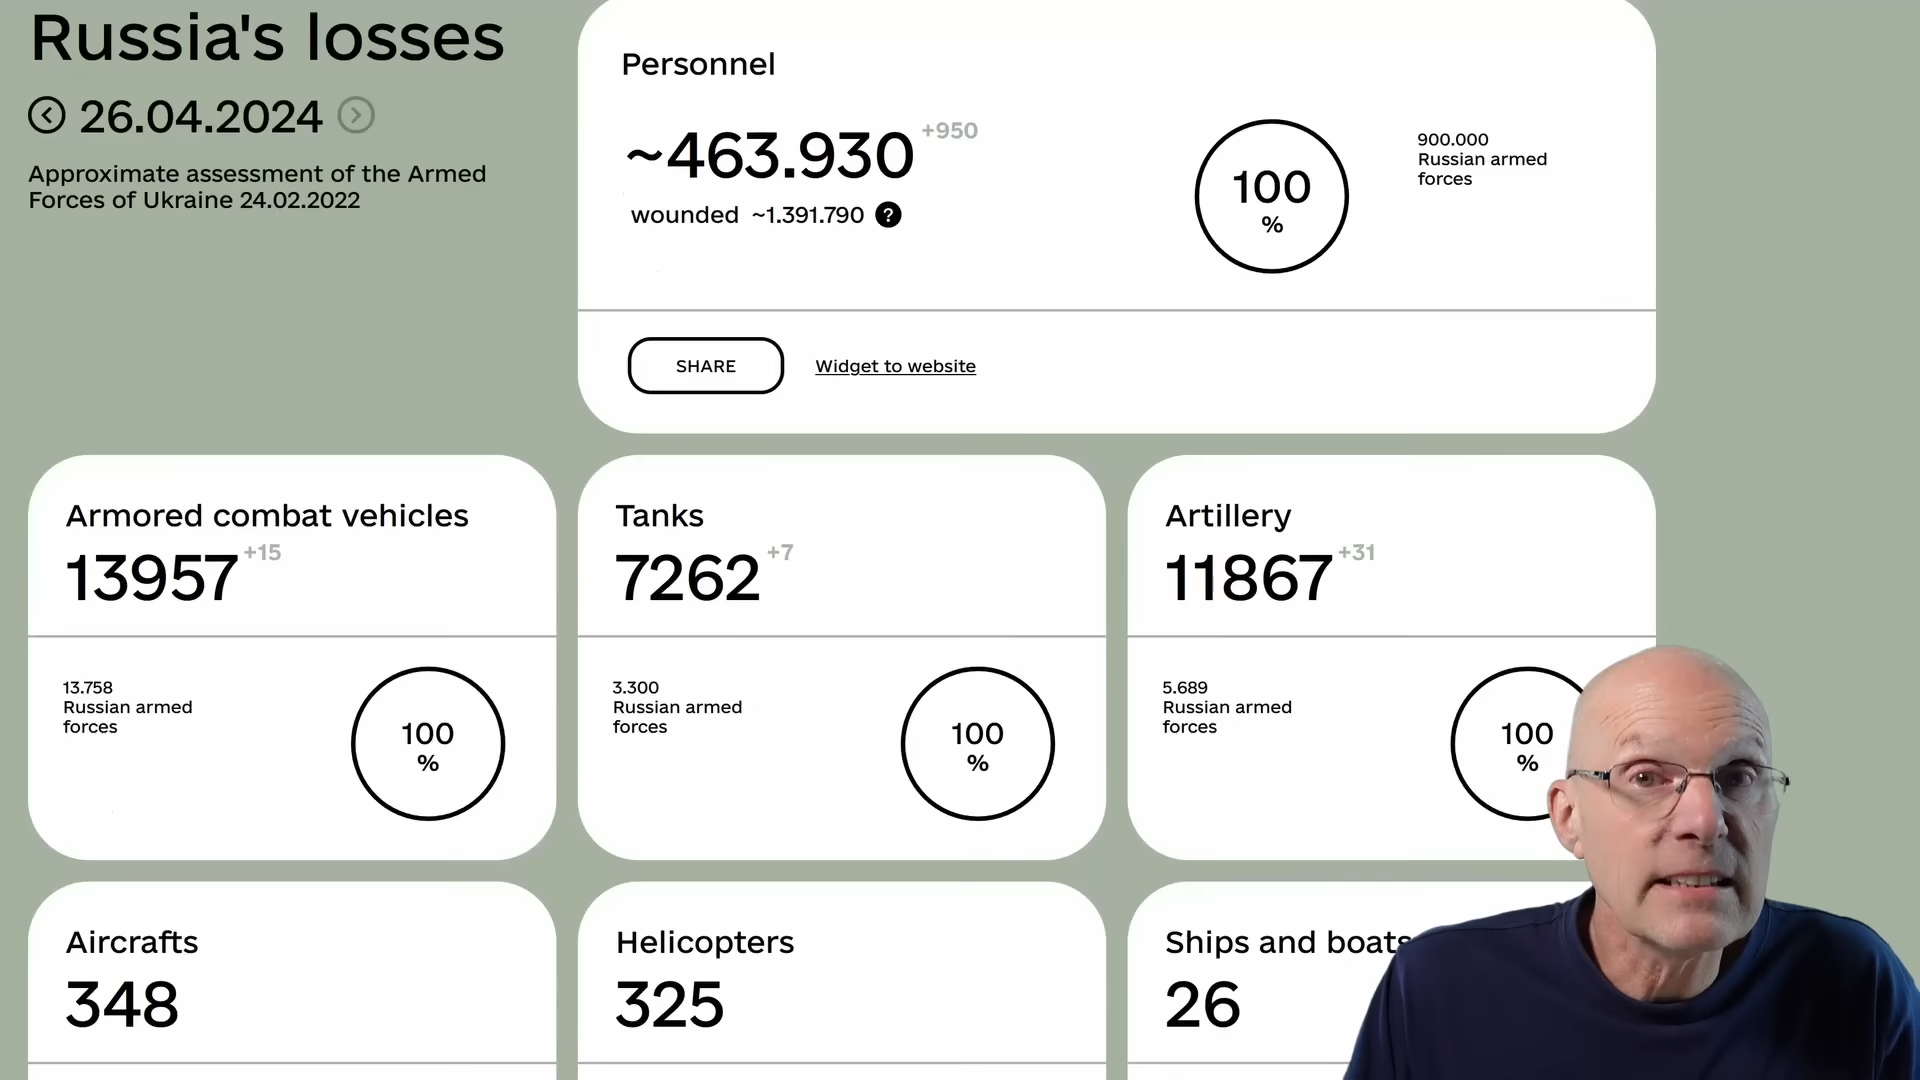 Russia's losses
26.04.2024
Approximate assessment of the Armed
Forces of Ukraine 24.02.2022
Personnel
~463.930 +950
wounded ~1.391.790 ?
100
%
900.000
Russian armed
forces
SHARE Widget to website
Armored combat vehicles
13957 +15
13.758
Russian armed
forces
100
%
Tanks
7262 +7
3.300
Russian armed
forces
100
%
Artillery
11867 +31
5.689
Russian armed
forces
100
%
Aircrafts
348
Helicopters
325
Ships and boats
26